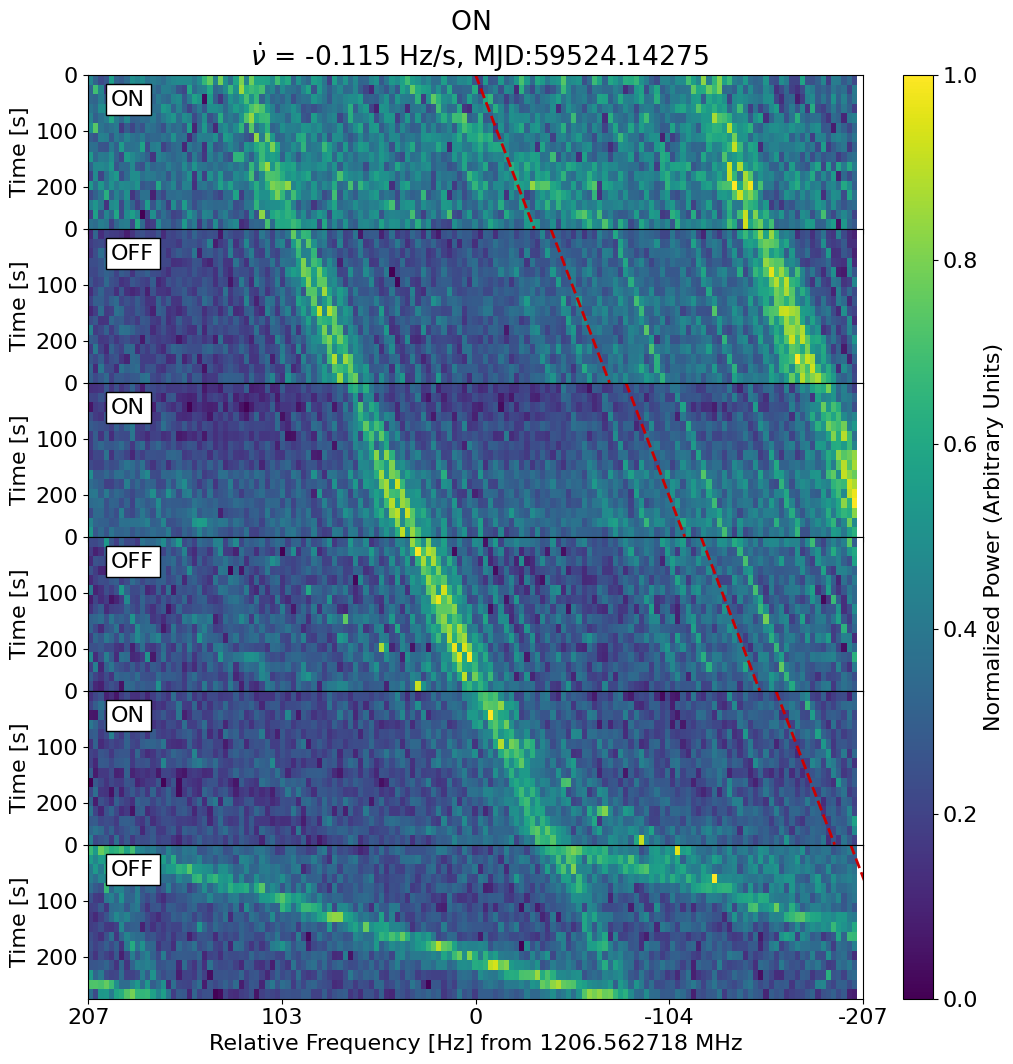 ON
ν̇ = -0.115 Hz/s, MJD:59524.14275
0
100
200
Time [s]
ON
0
100
200
Time [s]
OFF
0
100
200
Time [s]
ON
0
100
200
Time [s]
OFF
0
100
200
Time [s]
ON
0
100
200
Time [s]
OFF
207 103 0 -104 -207
Relative Frequency [Hz] from 1206.562718 MHz
1.0
0.8
0.6
0.4
0.2
0.0
Normalized Power (Arbitrary Units)